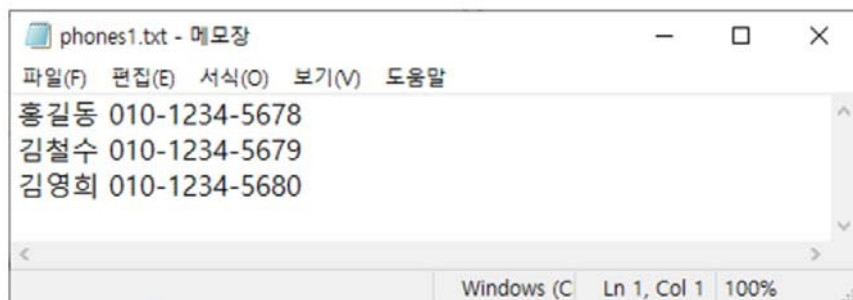 phones1.txt - 메모장
파일(F) 편집(E) 서식(O) 보기(V) 도움말
홍길동 010-1234-5678
김철수 010-1234-5679
김영희 010-1234-5680
Windows (C Ln 1, Col 1 100%